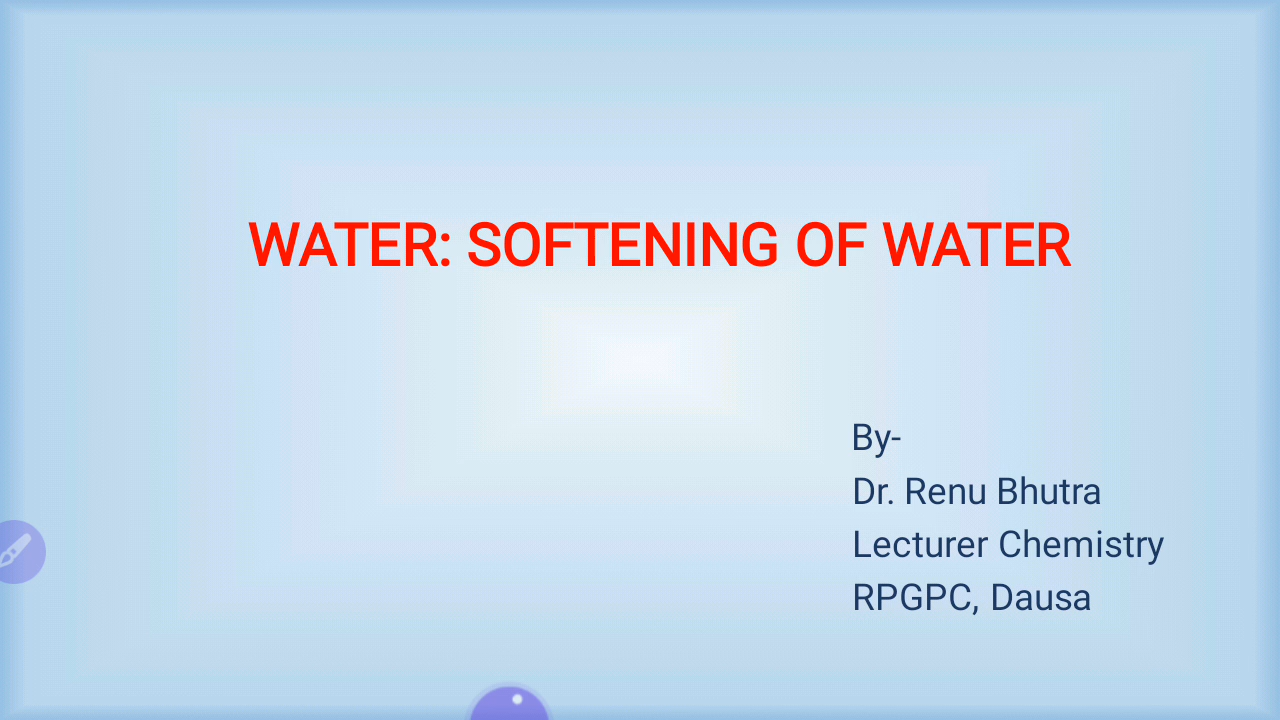 WATER: SOFTENING OF WATER
By-
Dr. Renu Bhutra
Lecturer Chemistry
RPGPC, Dausa